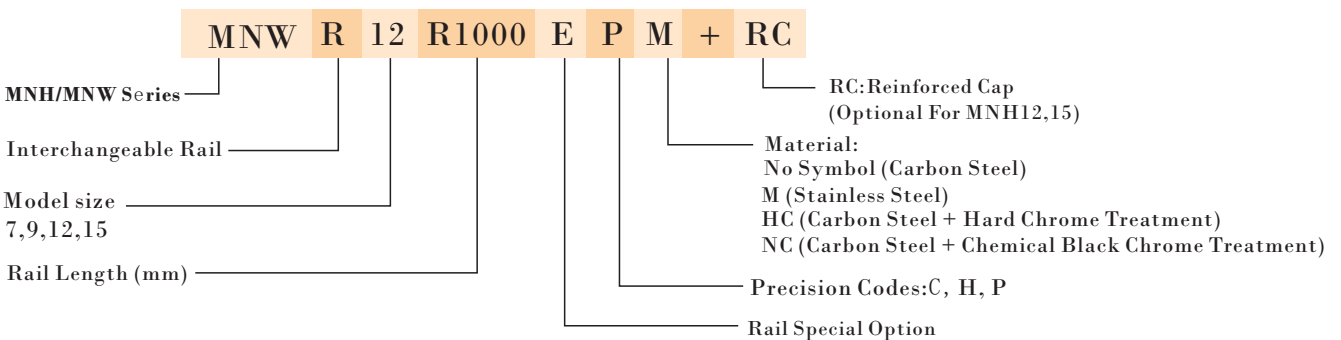 MNW R 12 R1000 E P M + RC
MNH/MNW Series
Interchangeable Rail
Model size
7,9,12,15
Rail Length (mm)
RC:Reinforced Cap
(Optional For MNH12,15)
Material:
No Symbol (Carbon Steel)
M (Stainless Steel)
HC (Carbon Steel + Hard Chrome Treatment)
NC (Carbon Steel + Chemical Black Chrome Treatment)
Precision Codes:C, H, P
Rail Special Option